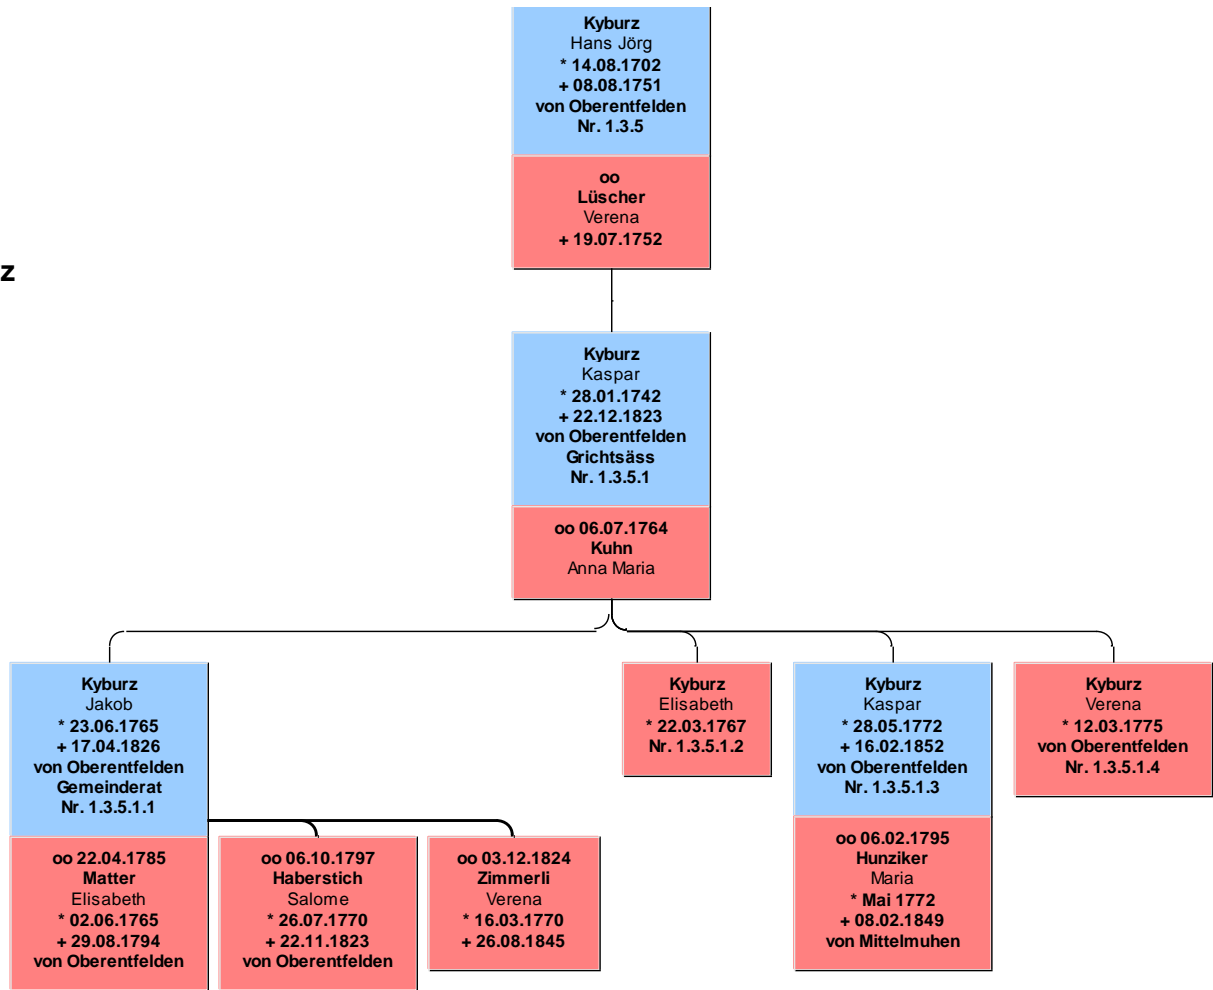 Kyburz
Hans Jörg
* 14.08.1702
+ 08.08.1751
von Oberentfelden
Nr. 1.3.5
oo
Lüscher
Verena
+ 19.07.1752
z
Kyburz
Kaspar
* 28.01.1742
+ 22.12.1823
von Oberentfelden
Grichtsäss
Nr. 1.3.5.1
oo 06.07.1764
Kuhn
Anna Maria
Kyburz
Jakob
* 23.06.1765
+ 17.04.1826
von Oberentfelden
Gemeinderat
Nr. 1.3.5.1.1
oo 22.04.1785
Matter
Elisabeth
* 02.06.1765
+ 29.08.1794
von Oberentfelden
oo 06.10.1797
Haberstich
Salome
* 26.07.1770
+ 22.11.1823
von Oberentfelden
oo 03.12.1824
Zimmerli
Verena
* 16.03.1770
+ 26.08.1845
Kyburz
Elisabeth
* 22.03.1767
Nr. 1.3.5.1.2
Kyburz
Kaspar
* 28.05.1772
+ 16.02.1852
von Oberentfelden
Nr. 1.3.5.1.3
oo 06.02.1795
Hunziker
Maria
* Mai 1772
+ 08.02.1849
von Mittelmuhen
Kyburz
Verena
* 12.03.1775
von Oberentfelden
Nr. 1.3.5.1.4